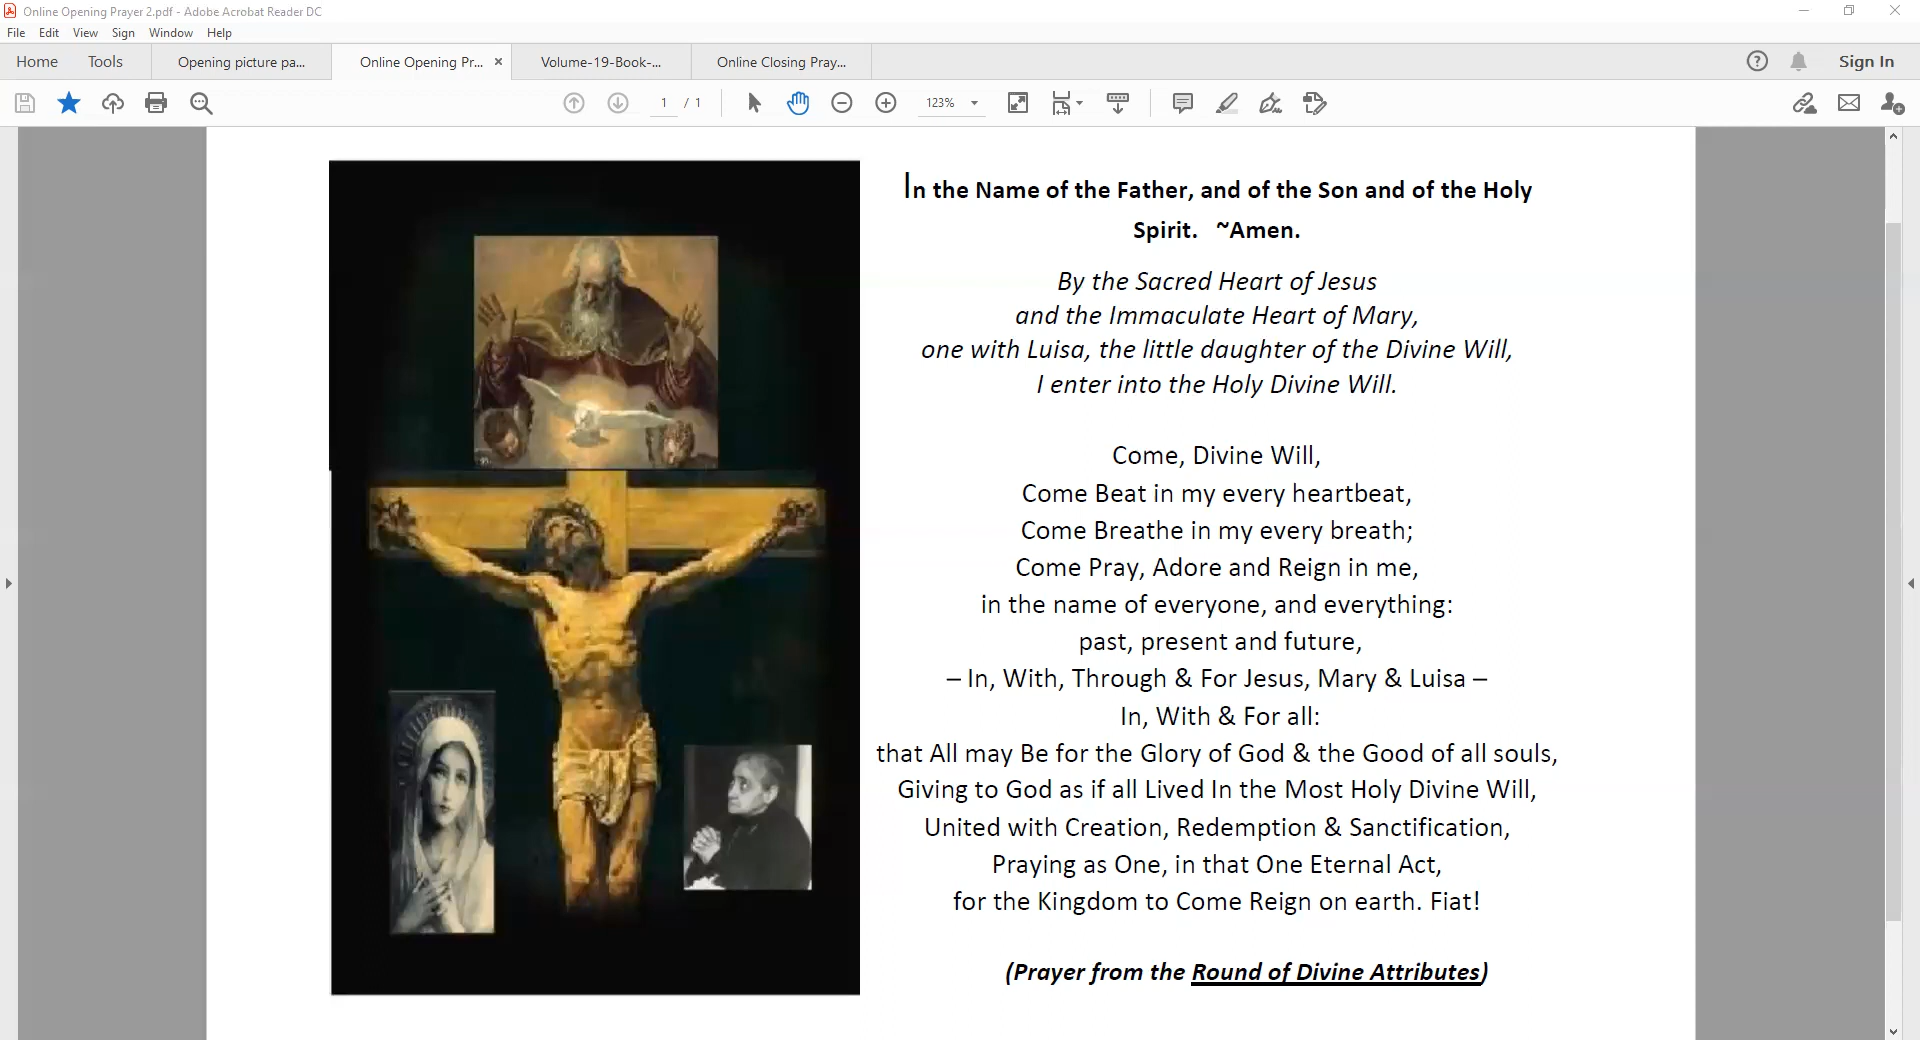 Online Opening Prayer 2.pdf - Adobe Acrobat Reader DC
File Edit View Sign Window Help
Home Tools Opening picture pa... Online Opening Pr... Volume-19-Book-... Online Closing Pray... Sign In
1 / 1 123%
In the Name of the Father, and of the Son and of the Holy
Spirit. ~Amen.
By the Sacred Heart of Jesus
and the Immaculate Heart of Mary,
one with Luisa, the little daughter of the Divine Will,
I enter into the Holy Divine Will.
Come, Divine Will,
Come Beat in my every heartbeat,
Come Breathe in my every breath;
Come Pray, Adore and Reign in me,
in the name of everyone, and everything:
past, present and future,
– In, With, Through & For Jesus, Mary & Luisa –
In, With & For all:
that All may Be for the Glory of God & the Good of all souls,
Giving to God as if all Lived In the Most Holy Divine Will,
United with Creation, Redemption & Sanctification,
Praying as One, in that One Eternal Act,
for the Kingdom to Come Reign on earth. Fiat!
(Prayer from the Round of Divine Attributes)